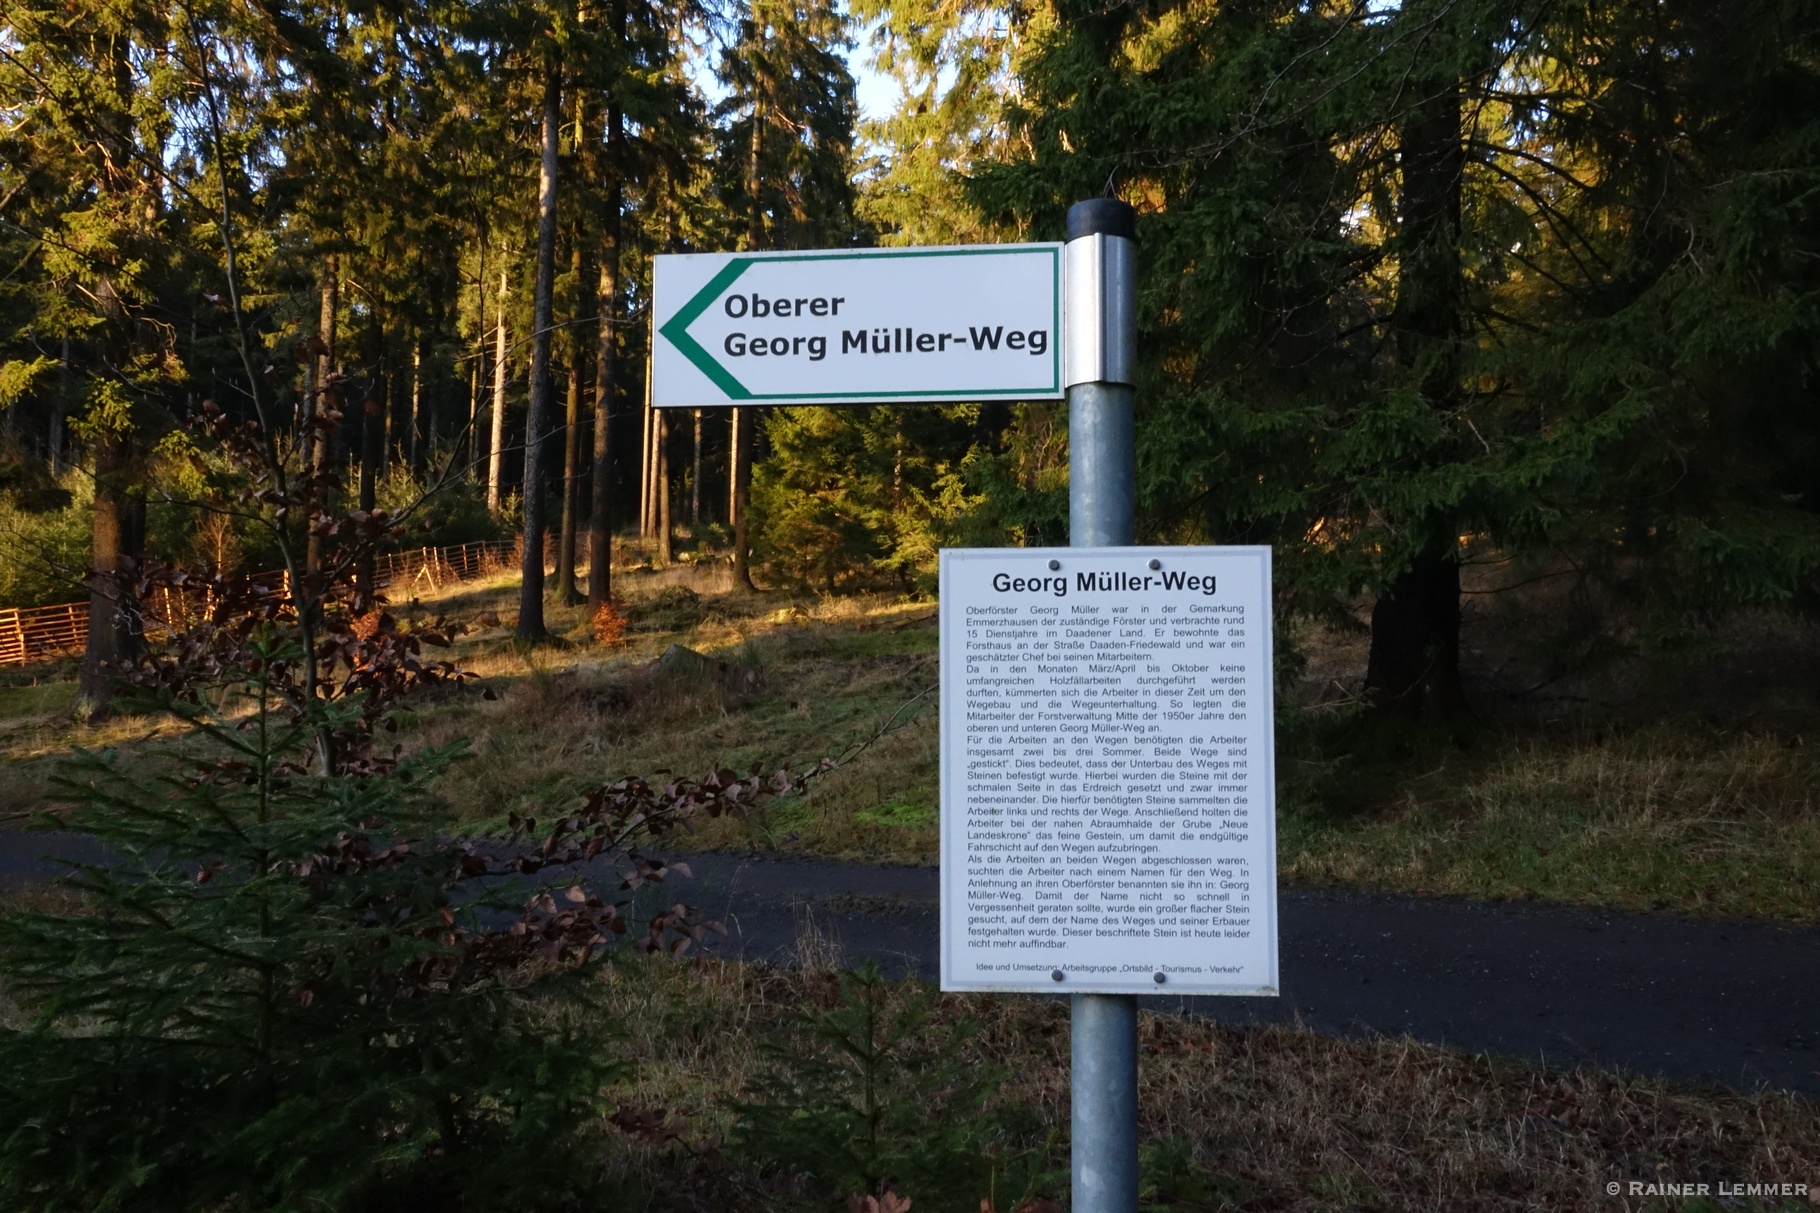 Oberer
Georg Müller-Weg
Georg Müller-Weg
Oberförster Georg Müller war in der Gemarkung
Emmerzhausen der zuständige Förster und verbrachte rund
15 Dienstjahre im Daadener Land. Er bewohnte das
Forsthaus an der Straße Daaden-Friedewald und war ein
geschätzter Chef bei seinen Mitarbeitern.
Da in den Monaten März/April bis Oktober keine
umfangreichen Holzfällarbeiten durchgeführt werden
durften, kümmerten sich die Arbeiter in dieser Zeit um den
Wegebau und die Wegeunterhaltung. So legten die
Mitarbeiter der Forstverwaltung Mitte der 1950er Jahre den
oberen und unteren Georg Müller-Weg an.
Für die Arbeiten an den Wegen benötigten die Arbeiter
insgesamt zwei bis drei Sommer. Beide Wege sind
„gestickt". Dies bedeutet, dass der Unterbau des Weges mit
Steinen befestigt wurde. Hierbei wurden die Steine mit der
schmalen Seite in das Erdreich gesetzt und zwar immer
nebeneinander. Die hierfür benötigten Steine sammelten die
Arbeiter links und rechts der Wege. Anschließend holten die
Arbeiter bei der nahen Abraumhalde der Grube „Neue
Landeskrone" das feine Gestein, um damit die endgültige
Fahrschicht auf den Wegen aufzubringen.
Als die Arbeiten an beiden Wegen abgeschlossen waren,
suchten die Arbeiter nach einem Namen für den Weg. In
Anlehnung an ihren Oberförster benannten sie ihn in: Georg
Müller-Weg. Damit der Name nicht so schnell in
Vergessenheit geraten sollte, wurde ein großer flacher Stein
gesucht, auf dem der Name des Weges und seiner Erbauer
festgehalten wurde. Dieser beschriftete Stein ist heute leider
nicht mehr auffindbar.
Idee und Umsetzung: Arbeitsgruppe „Ortsbild - Tourismus - Verkehr"
© Rainer Lemmer